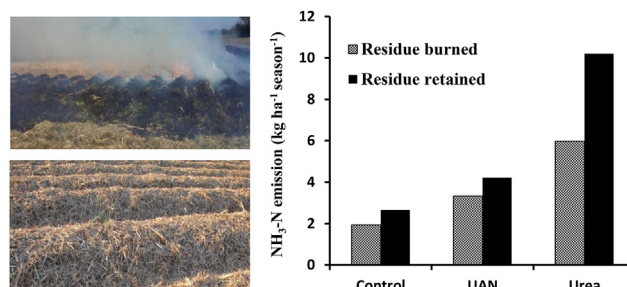 NH₃-N emission (kg ha⁻¹ season⁻¹)
12
10
8
6
4
2
0
Residue burned
Residue retained
Control UAN Urea